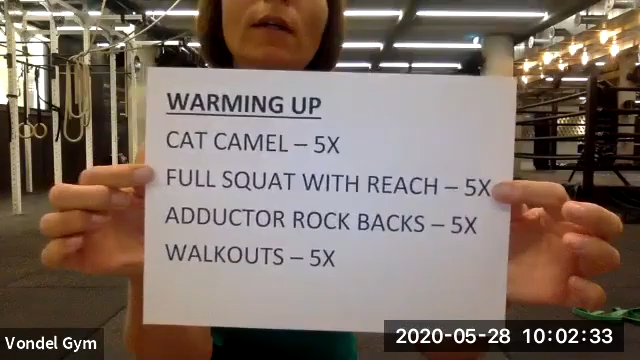 WARMING UP
CAT CAMEL – 5X
FULL SQUAT WITH REACH – 5X
ADDUCTOR ROCK BACKS – 5X
WALKOUTS – 5X
Vondel Gym
2020-05-28 10:02:33